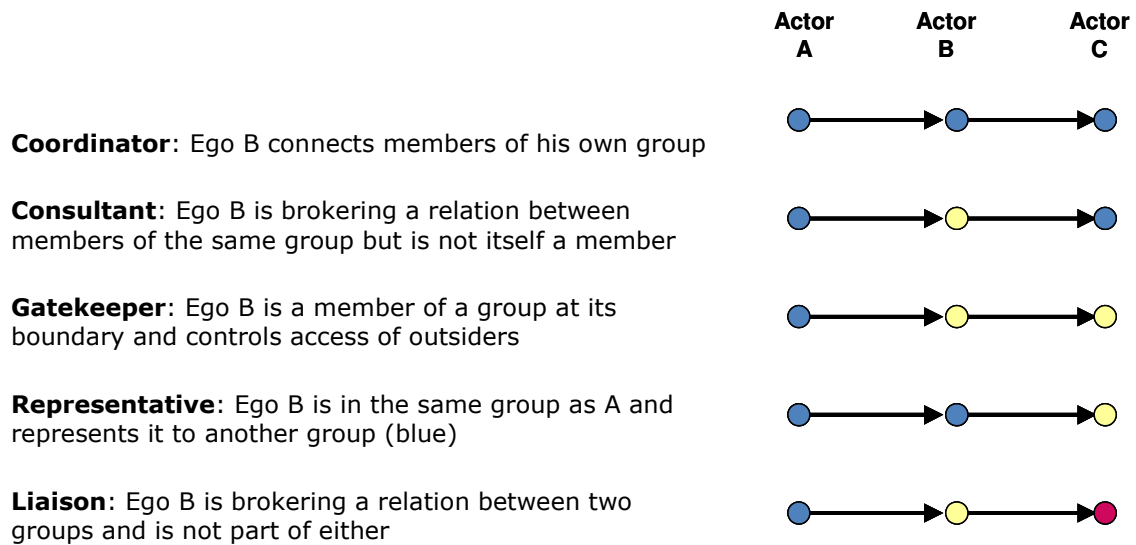 Actor Actor Actor
A B C
Coordinator: Ego B connects members of his own group
Consultant: Ego B is brokering a relation between
members of the same group but is not itself a member
Gatekeeper: Ego B is a member of a group at its
boundary and controls access of outsiders
Representative: Ego B is in the same group as A and
represents it to another group (blue)
Liaison: Ego B is brokering a relation between two
groups and is not part of either